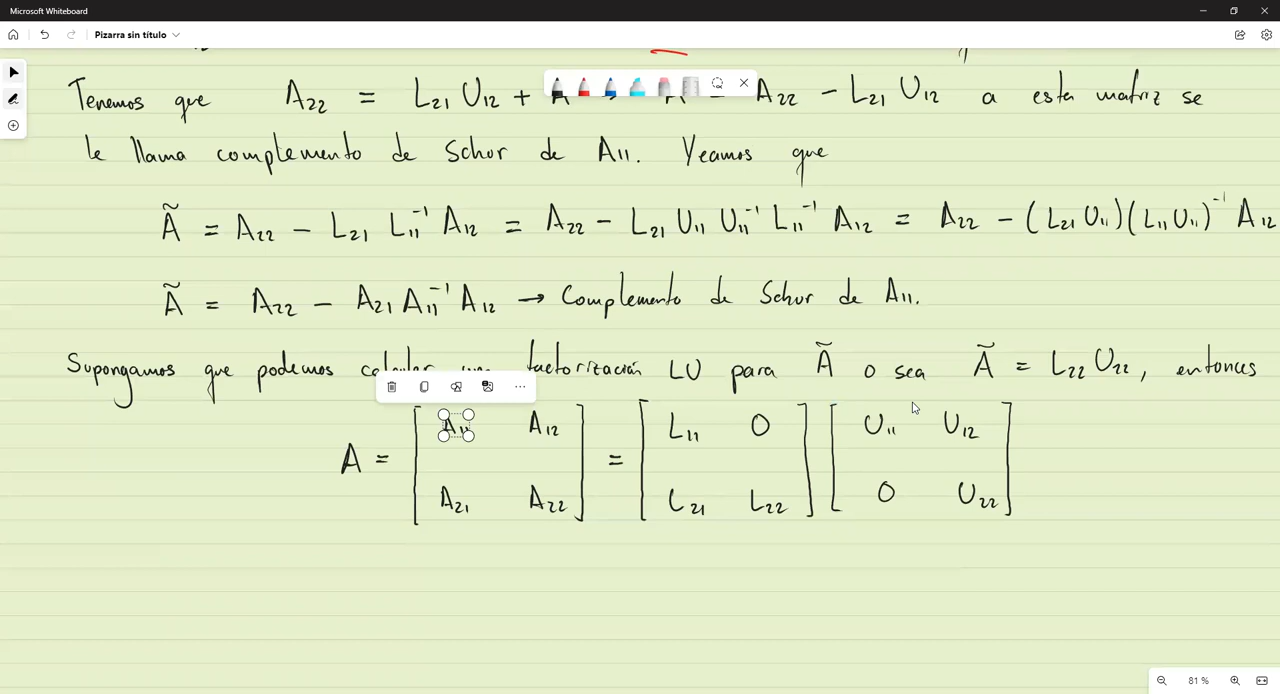 Microsoft Whiteboard
Pizarra sin título
Tenemos que A₂₂ = L₂₁ U₁₂ + A₂₂ − L₂₁ U₁₂ a esta matriz se
le llama complemento de Schur de A₁₁. Veamos que
Ã = A₂₂ − L₂₁ L₁₁⁻¹ A₁₂ = A₂₂ − L₂₁ U₁₁ U₁₁⁻¹ L₁₁⁻¹ A₁₂ = A₂₂ − (L₂₁ U₁₁)(L₁₁ U₁₁)⁻¹ A₁₂
Ã = A₂₂ − A₂₁ A₁₁⁻¹ A₁₂ → Complemento de Schur de A₁₁.
Supongamos que podemos factorización LU para Ã o sea Ã = L₂₂ U₂₂, entonces
A = [ A₁₁ A₁₂ ; A₂₁ A₂₂ ] = [ L₁₁ 0 ; L₂₁ L₂₂ ] [ U₁₁ U₁₂ ; 0 U₂₂ ]
81 %